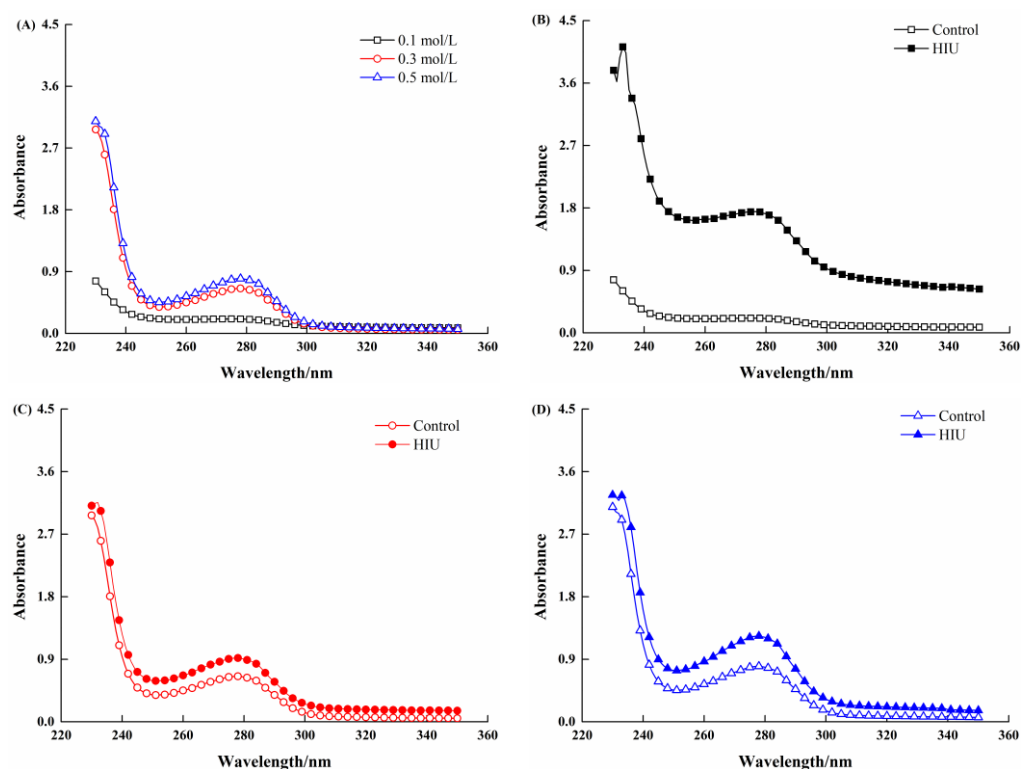 (A)
4.5
3.6
2.7
1.8
0.9
0.0
Absorbance
0.1 mol/L
0.3 mol/L
0.5 mol/L
220 240 260 280 300 320 340 360
Wavelength/nm
(B)
4.5
3.6
2.7
1.8
0.9
0.0
Absorbance
Control
HIU
220 240 260 280 300 320 340 360
Wavelength/nm
(C)
4.5
3.6
2.7
1.8
0.9
0.0
Absorbance
Control
HIU
220 240 260 280 300 320 340 360
Wavelength/nm
(D)
4.5
3.6
2.7
1.8
0.9
0.0
Absorbance
Control
HIU
220 240 260 280 300 320 340 360
Wavelength/nm